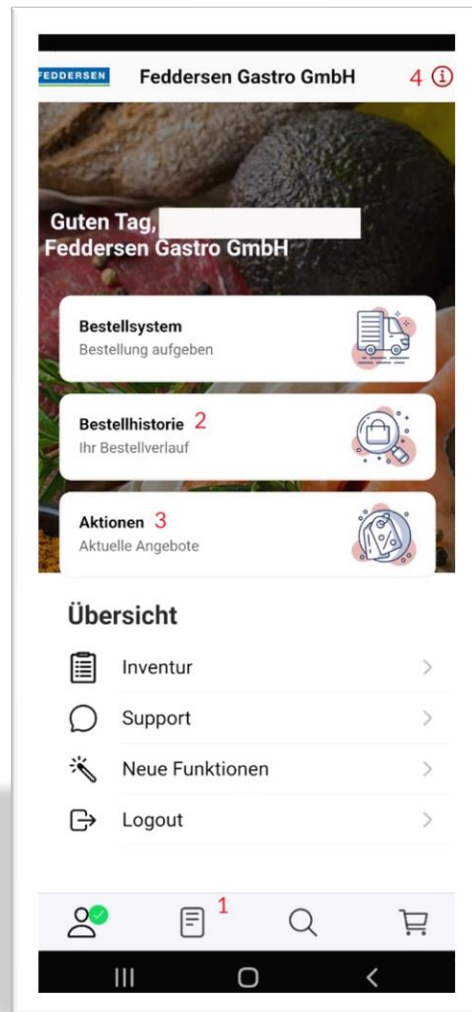 FEDDERSEN Feddersen Gastro GmbH 4
Guten Tag,
Feddersen Gastro GmbH
Bestellsystem
Bestellung aufgeben
Bestellhistorie 2
Ihr Bestellverlauf
Aktionen 3
Aktuelle Angebote
Übersicht
Inventur
Support
Neue Funktionen
Logout
1